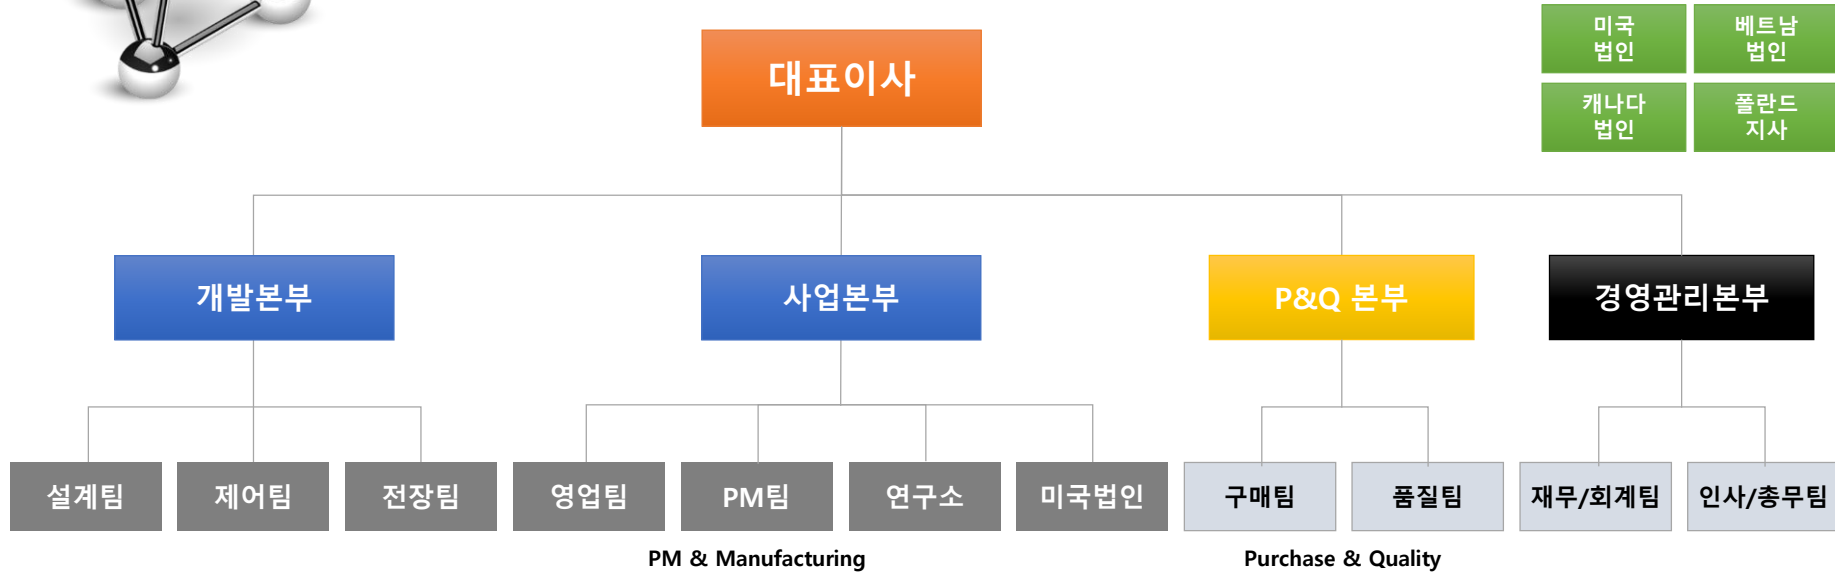 미국
법인
베트남
법인
캐나다
법인
폴란드
지사
대표이사
개발본부
사업본부
P&Q 본부
경영관리본부
설계팀
제어팀
전장팀
영업팀
PM팀
연구소
미국법인
구매팀
품질팀
재무/회계팀
인사/총무팀
PM & Manufacturing
Purchase & Quality